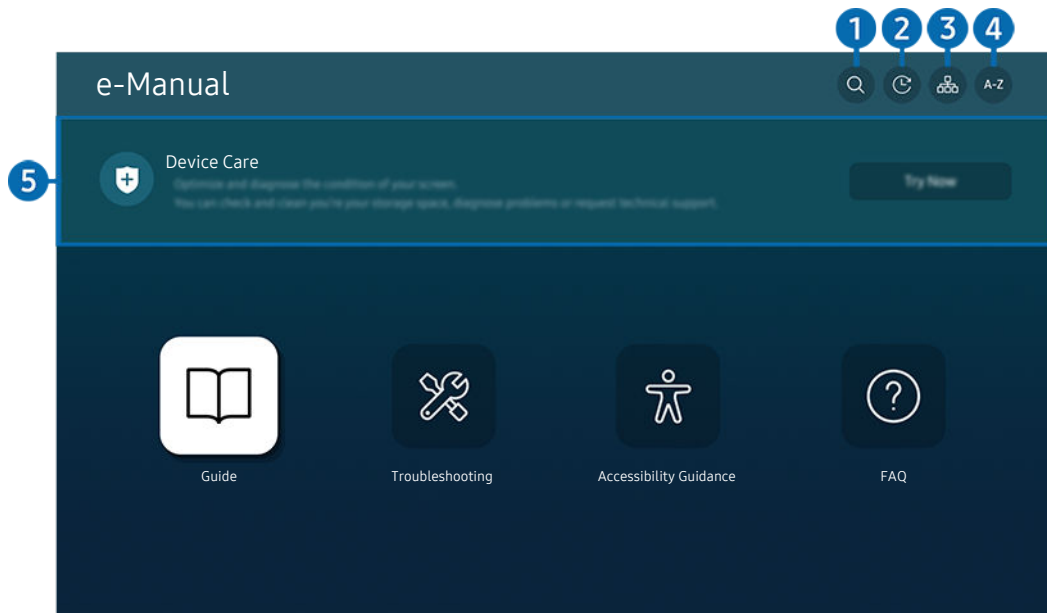 1 2 3 4
e-Manual
A-Z
5
Device Care
Optimize and diagnose the condition of your screen.
You can check and clean you're your storage space, diagnose problems or request technical support.
Try Now
Guide
Troubleshooting
Accessibility Guidance
FAQ